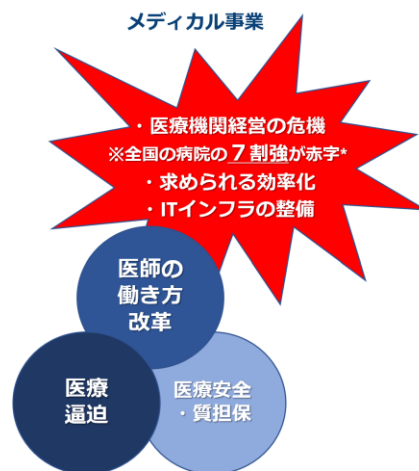 メディカル事業
・医療機関経営の危機
※全国の病院の７割強が赤字*
・求められる効率化
・ITインフラの整備
医師の
働き方
改革
医療
逼迫
医療安全
・質担保